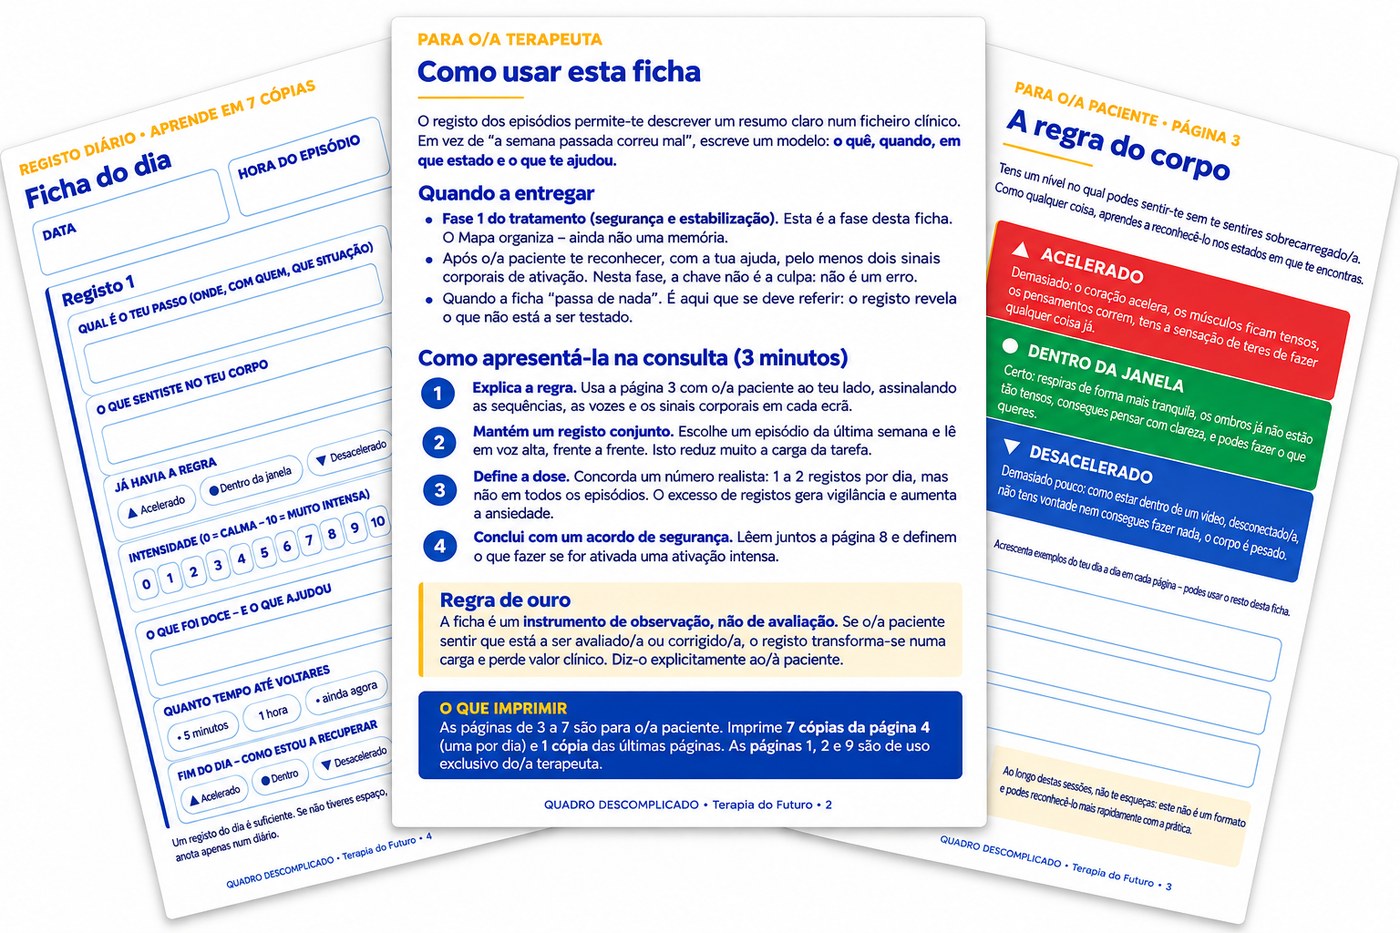 REGISTO DIÁRIO • APRENDE EM 7 CÓPIAS
Ficha do dia
DATA
HORA DO EPISÓDIO
Registo 1
QUAL É O TEU PASSO (ONDE, COM QUEM, QUE SITUAÇÃO)
O QUE SENTISTE NO TEU CORPO
JÁ HAVIA A REGRA
▲ Acelerado
● Dentro da janela
▼ Desacelerado
INTENSIDADE (0 = CALMA – 10 = MUITO INTENSA)
0 1 2 3 4 5 6 7 8 9 10
O QUE FOI DOCE – E O QUE AJUDOU
QUANTO TEMPO ATÉ VOLTARES
• 5 minutos
1 hora
• ainda agora
FIM DO DIA – COMO ESTOU A RECUPERAR
▲ Acelerado
● Dentro
▼ Desacelerado
Um registo do dia é suficiente. Se não tiveres espaço,
anota apenas num diário.
QUADRO DESCOMPLICADO • Terapia do Futuro • 4
PARA O/A TERAPEUTA
Como usar esta ficha
O registo dos episódios permite-te descrever um resumo claro num ficheiro clínico.
Em vez de “a semana passada correu mal”, escreve um modelo: o quê, quando, em
que estado e o que te ajudou.
Quando a entregar
• Fase 1 do tratamento (segurança e estabilização). Esta é a fase desta ficha.
O Mapa organiza – ainda não uma memória.
• Após o/a paciente te reconhecer, com a tua ajuda, pelo menos dois sinais
corporais de ativação. Nesta fase, a chave não é a culpa: não é um erro.
• Quando a ficha “passa de nada”. É aqui que se deve referir: o registo revela
o que não está a ser testado.
Como apresentá-la na consulta (3 minutos)
1 Explica a regra. Usa a página 3 com o/a paciente ao teu lado, assinalando
as sequências, as vozes e os sinais corporais em cada ecrã.
2 Mantém um registo conjunto. Escolhe um episódio da última semana e lê
em voz alta, frente a frente. Isto reduz muito a carga da tarefa.
3 Define a dose. Concorda um número realista: 1 a 2 registos por dia, mas
não em todos os episódios. O excesso de registos gera vigilância e aumenta
a ansiedade.
4 Conclui com um acordo de segurança. Lêem juntos a página 8 e definem
o que fazer se for ativada uma ativação intensa.
Regra de ouro
A ficha é um instrumento de observação, não de avaliação. Se o/a paciente
sentir que está a ser avaliado/a ou corrigido/a, o registo transforma-se numa
carga e perde valor clínico. Diz-o explicitamente ao/à paciente.
O QUE IMPRIMIR
As páginas de 3 a 7 são para o/a paciente. Imprime 7 cópias da página 4
(uma por dia) e 1 cópia das últimas páginas. As páginas 1, 2 e 9 são de uso
exclusivo do/a terapeuta.
QUADRO DESCOMPLICADO • Terapia do Futuro • 2
PARA O/A PACIENTE • PÁGINA 3
A regra do corpo
Tens um nível no qual podes sentir-te sem te sentires sobrecarregado/a.
Como qualquer coisa, aprendes a reconhecê-lo nos estados em que te encontras.
▲ ACELERADO
Demasiado: o coração acelera, os músculos ficam tensos,
os pensamentos correm, tens a sensação de teres de fazer
qualquer coisa já.
● DENTRO DA JANELA
Certo: respiras de forma mais tranquila, os ombros já não estão
tão tensos, consegues pensar com clareza, e podes fazer o que
queres.
▼ DESACELERADO
Demasiado pouco: como estar dentro de um vídeo, desconectado/a,
não tens vontade nem consegues fazer nada, o corpo é pesado.
Acrescenta exemplos do teu dia a dia em cada página – podes usar o resto desta ficha.
Ao longo destas sessões, não te esqueças: este não é um formato
e podes reconhecê-lo mais rapidamente com a prática.
QUADRO DESCOMPLICADO • Terapia do Futuro • 3